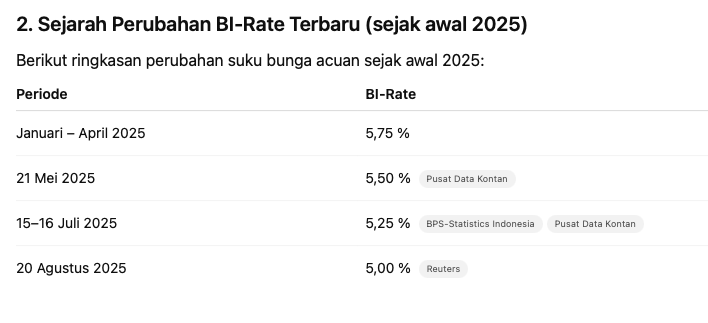 2. Sejarah Perubahan BI-Rate Terbaru (sejak awal 2025)
Berikut ringkasan perubahan suku bunga acuan sejak awal 2025:
Periode BI-Rate
Januari – April 2025 5,75 %
21 Mei 2025 5,50 % Pusat Data Kontan
15–16 Juli 2025 5,25 % BPS-Statistics Indonesia Pusat Data Kontan
20 Agustus 2025 5,00 % Reuters